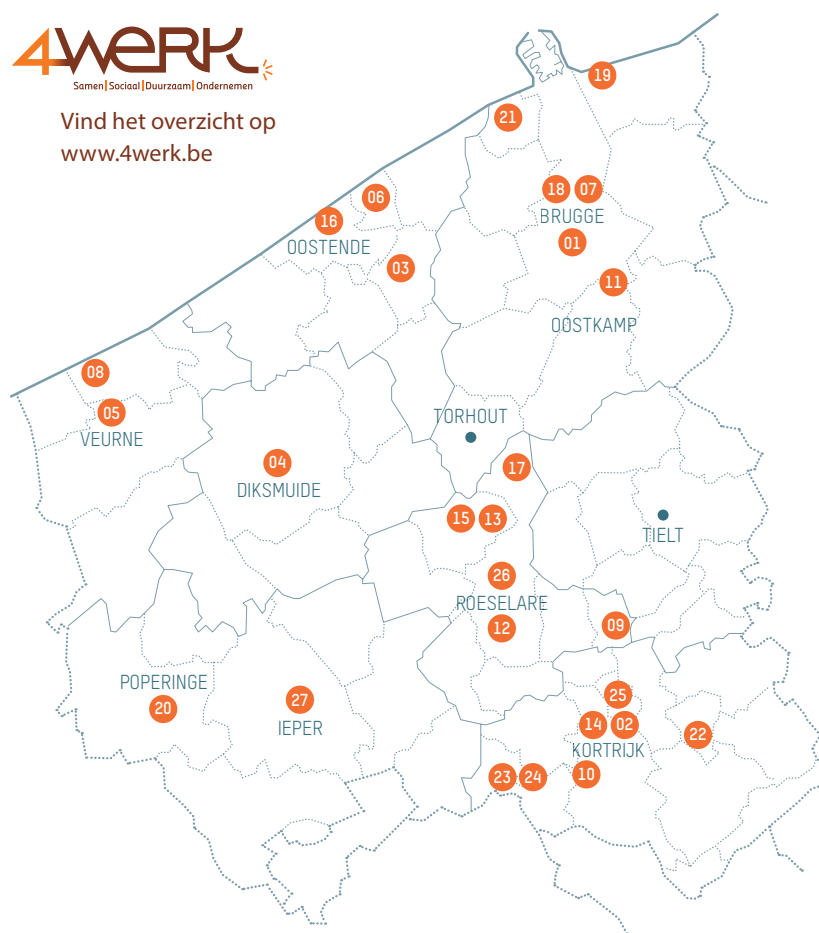 4WERK
Samen|Sociaal|Duurzaam|Ondernemen
Vind het overzicht op
www.4werk.be
19
21
18 07
BRUGGE
06
16
OOSTENDE
01
03
11
OOSTKAMP
08
05
VEURNE
TORHOUT
04
DIKSMUIDE
17
15 13
TIELT
26
ROESELARE
12
09
POPERINGE
20
27
IEPER
25
14 02
KORTRIJK
22
23 24
10